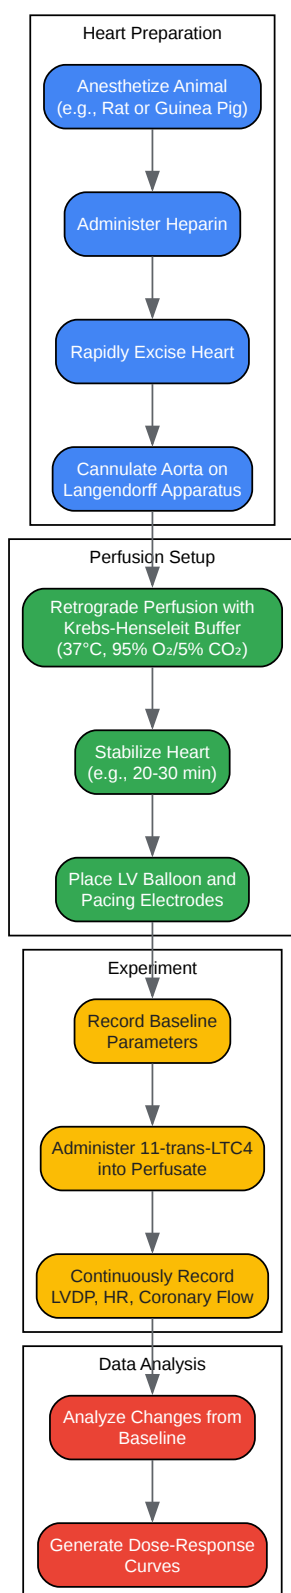 Heart Preparation
Anesthetize Animal
(e.g., Rat or Guinea Pig)
Administer Heparin
Rapidly Excise Heart
Cannulate Aorta on
Langendorff Apparatus
Perfusion Setup
Retrograde Perfusion with
Krebs-Henseleit Buffer
(37°C, 95% O₂/5% CO₂)
Stabilize Heart
(e.g., 20-30 min)
Place LV Balloon and
Pacing Electrodes
Experiment
Record Baseline
Parameters
Administer 11-trans-LTC4
into Perfusate
Continuously Record
LVDP, HR, Coronary Flow
Data Analysis
Analyze Changes from
Baseline
Generate Dose-Response
Curves